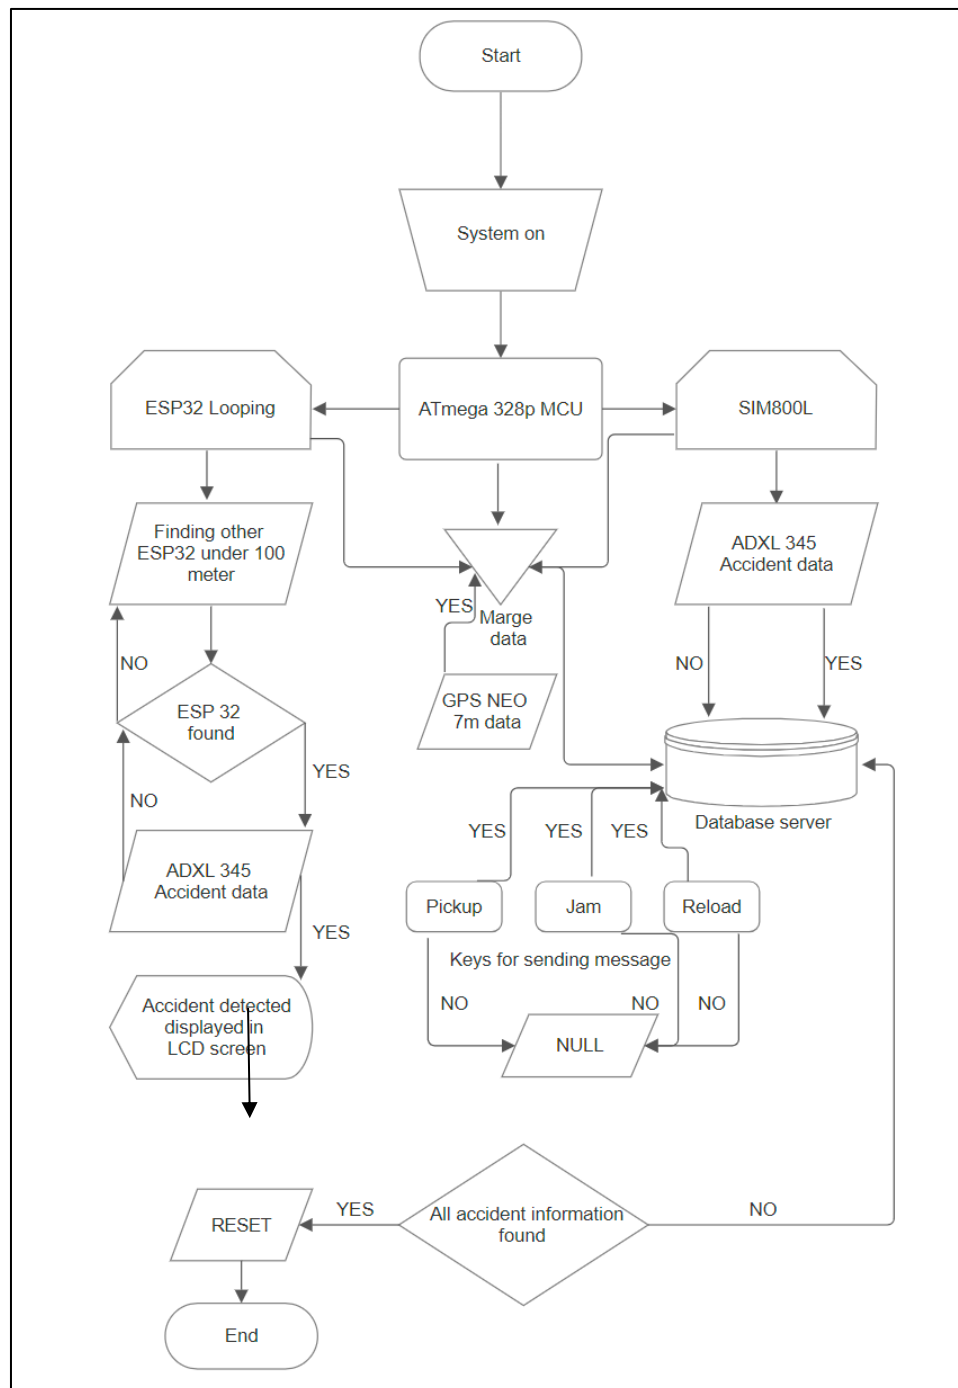 Start
System on
ESP32 Looping
ATmega 328p MCU
SIM800L
Finding other
ESP32 under 100
meter
ADXL 345
Accident data
YES
Marge
data
NO
NO
YES
ESP 32
found
GPS NEO
7m data
YES
NO
Database server
YES
YES
YES
ADXL 345
Accident data
Pickup
Jam
Reload
YES
Keys for sending message
Accident detected
displayed in
LCD screen
NO
NO
NO
NULL
YES
All accident information
found
NO
RESET
End